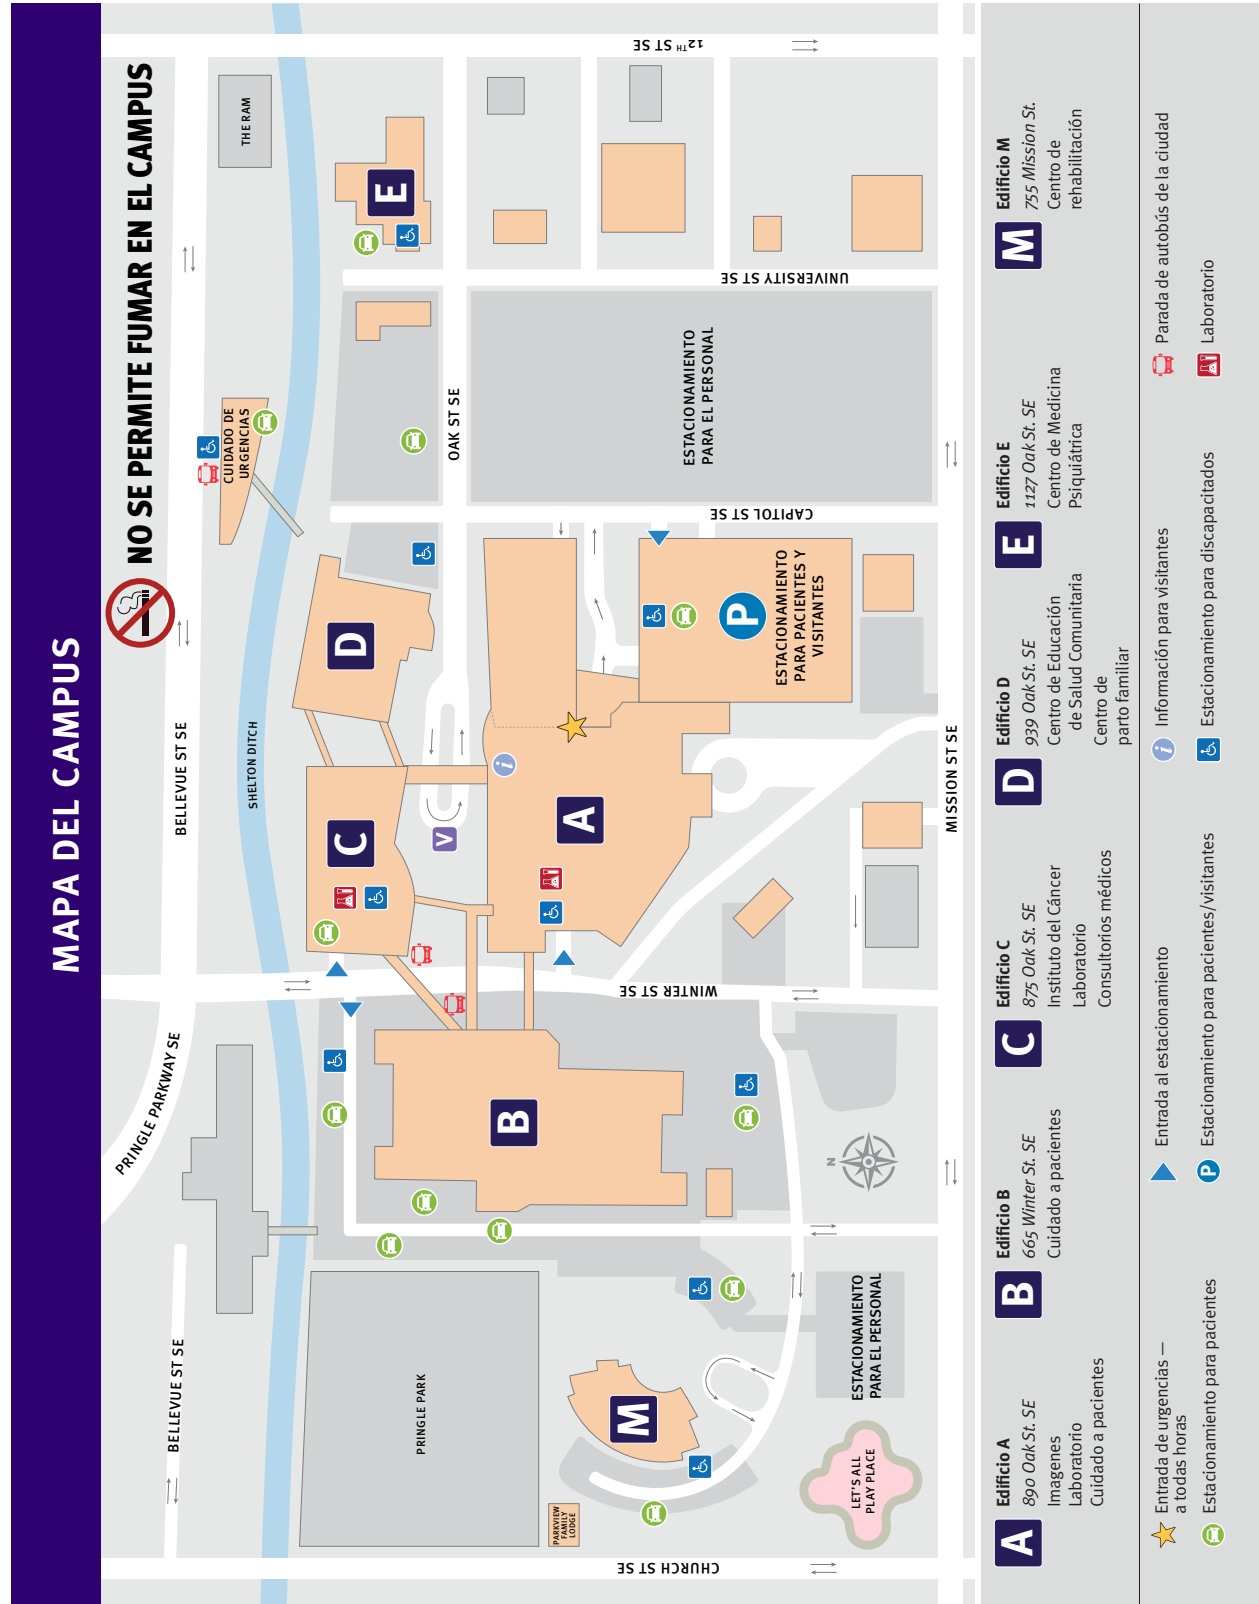 MAPA DEL CAMPUS
NO SE PERMITE FUMAR EN EL CAMPUS
BELLEVUE ST SE
PRINGLE PARKWAY SE
BELLEVUE ST SE
THE RAM
SHELTON DITCH
CUIDADO DE
URGENCIAS
E
D
C
V
A
B
M
i
P
OAK ST SE
12TH ST SE
UNIVERSITY ST SE
CAPITOL ST SE
WINTER ST SE
CHURCH ST SE
MISSION ST SE
ESTACIONAMIENTO
PARA EL PERSONAL
ESTACIONAMIENTO
PARA PACIENTES Y
VISITANTES
N
PRINGLE PARK
PARKVIEW
FAMILY
LODGE
LET'S ALL
PLAY PLACE
ESTACIONAMIENTO
PARA EL PERSONAL
A
Edificio A
890 Oak St. SE
Imagenes
Laboratorio
Cuidado a pacientes
B
Edificio B
665 Winter St. SE
Cuidado a pacientes
C
Edificio C
875 Oak St. SE
Instituto del Cáncer
Laboratorio
Consultorios médicos
D
Edificio D
939 Oak St. SE
Centro de Educación
de Salud Comunitaria
Centro de
parto familiar
E
Edificio E
1127 Oak St. SE
Centro de Medicina
Psiquiátrica
M
Edificio M
755 Mission St.
Centro de
rehabilitación
Entrada de urgencias —
a todas horas
Entrada al estacionamiento
i
Información para visitantes
Parada de autobús de la ciudad
Estacionamiento para pacientes
P
Estacionamiento para pacientes/visitantes
Estacionamiento para discapacitados
Laboratorio